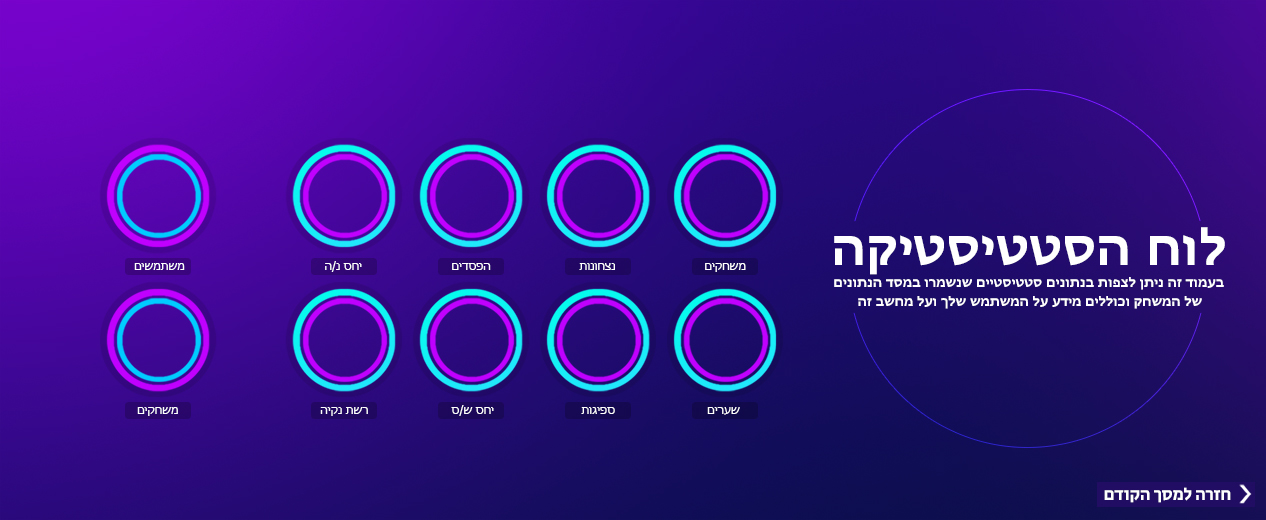 לוח הסטטיסטיקה
בעמוד זה ניתן לצפות בנתונים סטטיסטיים שנשמרו במסד הנתונים
של המשחק וכוללים מידע על המשתמש שלך ועל מחשב זה
משחקים
נצחונות
הפסדים
יחס נ/ה
משתמשים
שערים
ספיגות
יחס ש/ס
רשת נקיה
משחקים
חזרה למסך הקודם